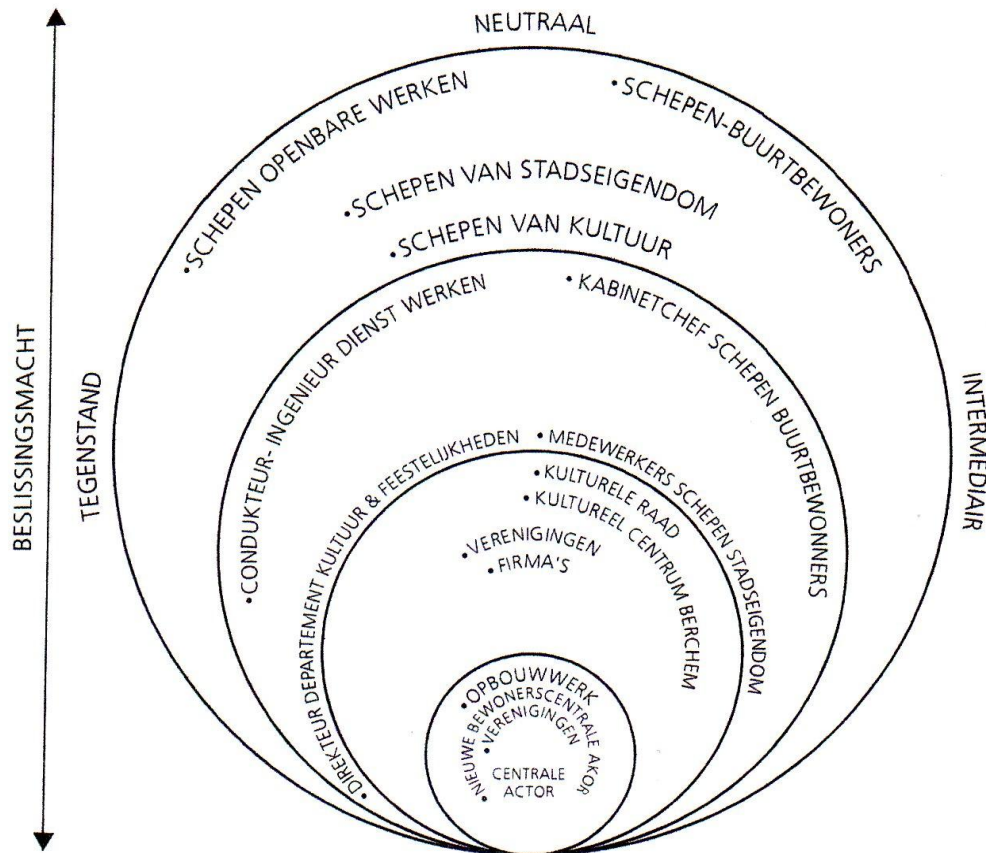 NEUTRAAL
•SCHEPEN OPENBARE WERKEN
•SCHEPEN-BUURTBEWONERS
•SCHEPEN VAN STADSEIGENDOM
•SCHEPEN VAN KULTUUR
•CONDUKTEUR- INGENIEUR DIENST WERKEN
•KABINETCHEF SCHEPEN BUURTBEWONNERS
BESLISSINGSMACHT
TEGENSTAND
INTERMEDIAIR
•DIREKTEUR DEPARTEMENT KULTUUR & FEESTELIJKHEDEN
•MEDEWERKERS SCHEPEN STADSEIGENDOM
•KULTURELE RAAD
•KULTUREEL CENTRUM BERCHEM
•VERENIGINGEN
•FIRMA'S
•OPBOUWWERK
•NIEUWE BEWONERSCENTRALE AKOR
•VERENIGINGEN
CENTRALE
ACTOR